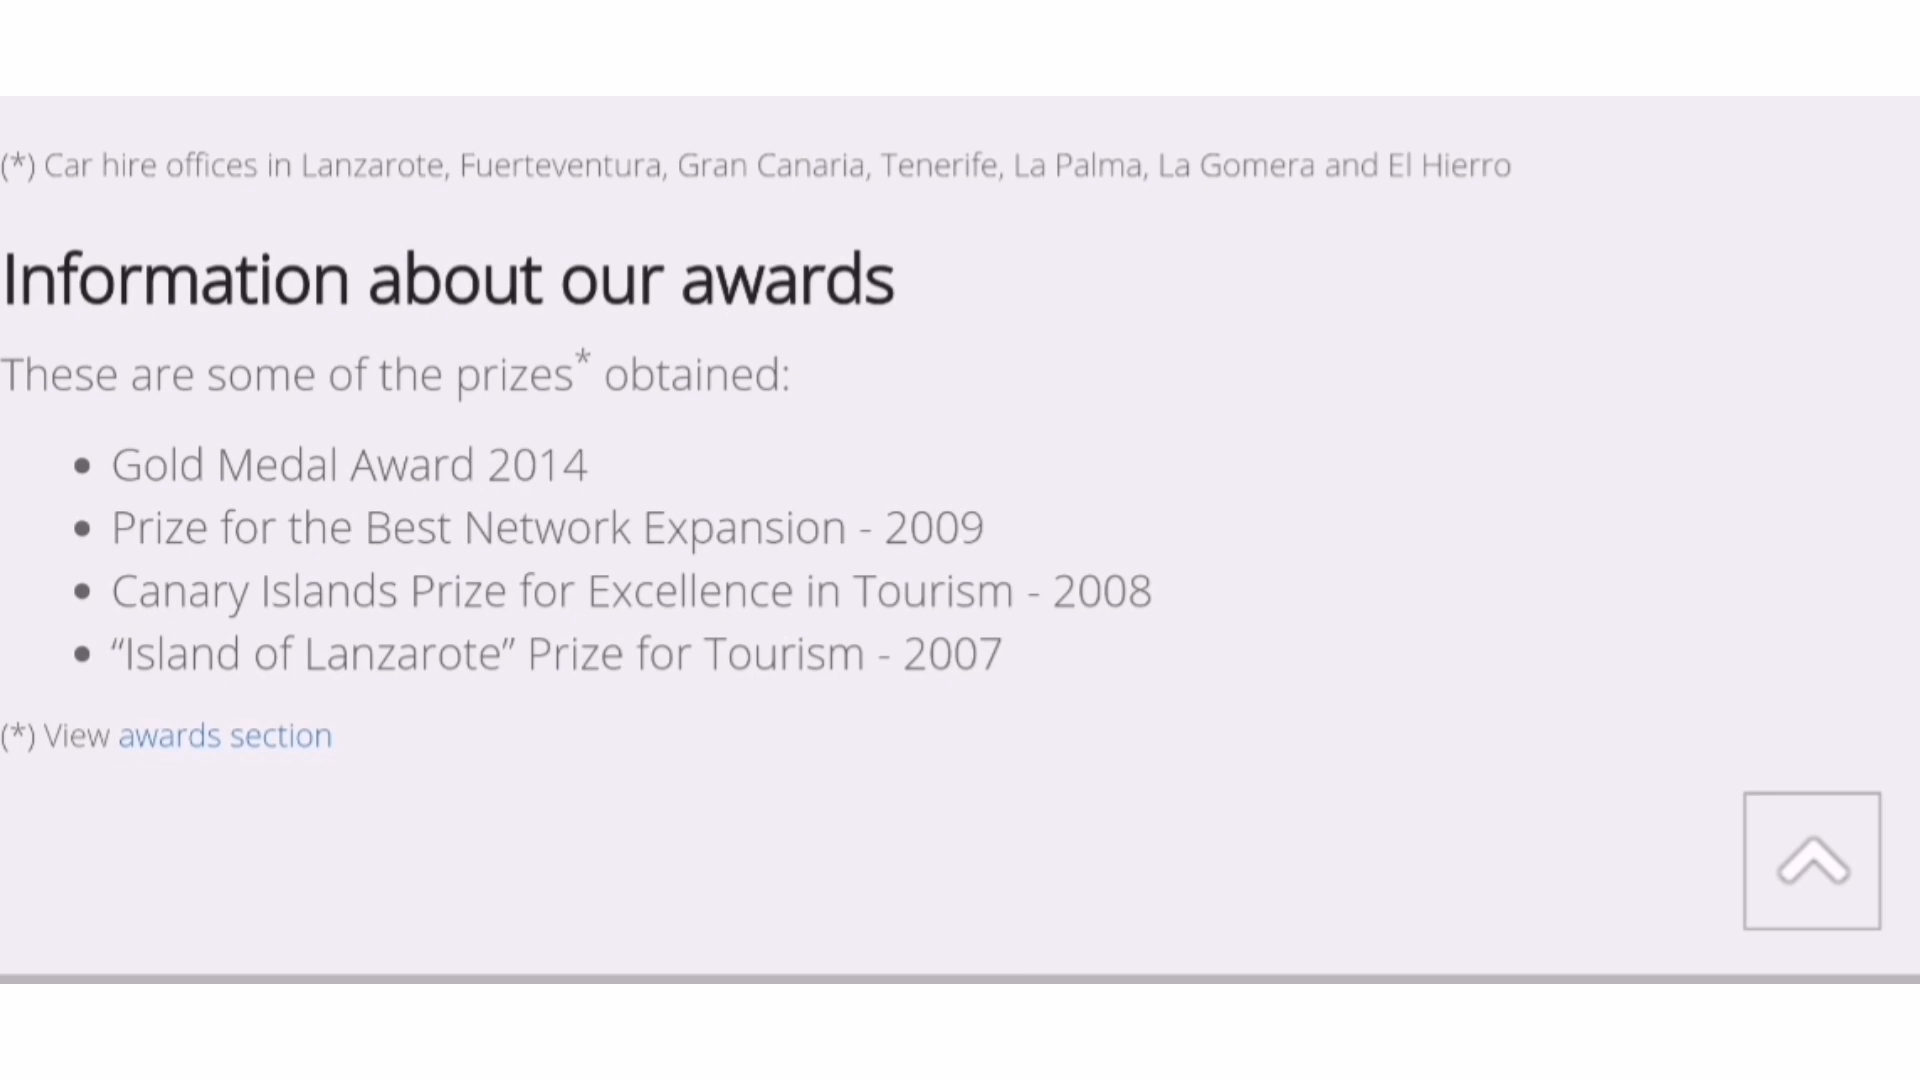 (*) Car hire offices in Lanzarote, Fuerteventura, Gran Canaria, Tenerife, La Palma, La Gomera and El Hierro
Information about our awards
These are some of the prizes* obtained:
• Gold Medal Award 2014
• Prize for the Best Network Expansion - 2009
• Canary Islands Prize for Excellence in Tourism - 2008
• “Island of Lanzarote” Prize for Tourism - 2007
(*) View awards section